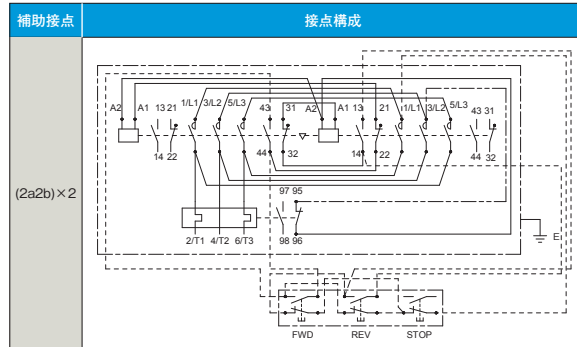 補助接点 接点構成
(2a2b)×2
A2 A1 13 21 1/L1 3/L2 5/L3 43 31 A2 A1 13 21 1/L1 3/L2 5/L3 43 31
14 22 44 32 14 22 44 32
97 95
98 96
2/T1 4/T2 6/T3
E
FWD REV STOP